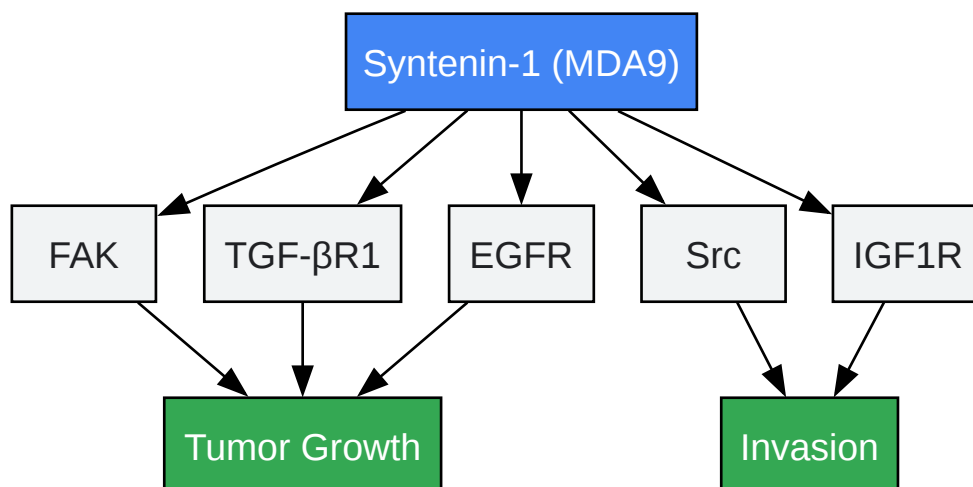 Syntenin-1 (MDA9)
FAK
TGF-βR1
EGFR
Src
IGF1R
Tumor Growth
Invasion